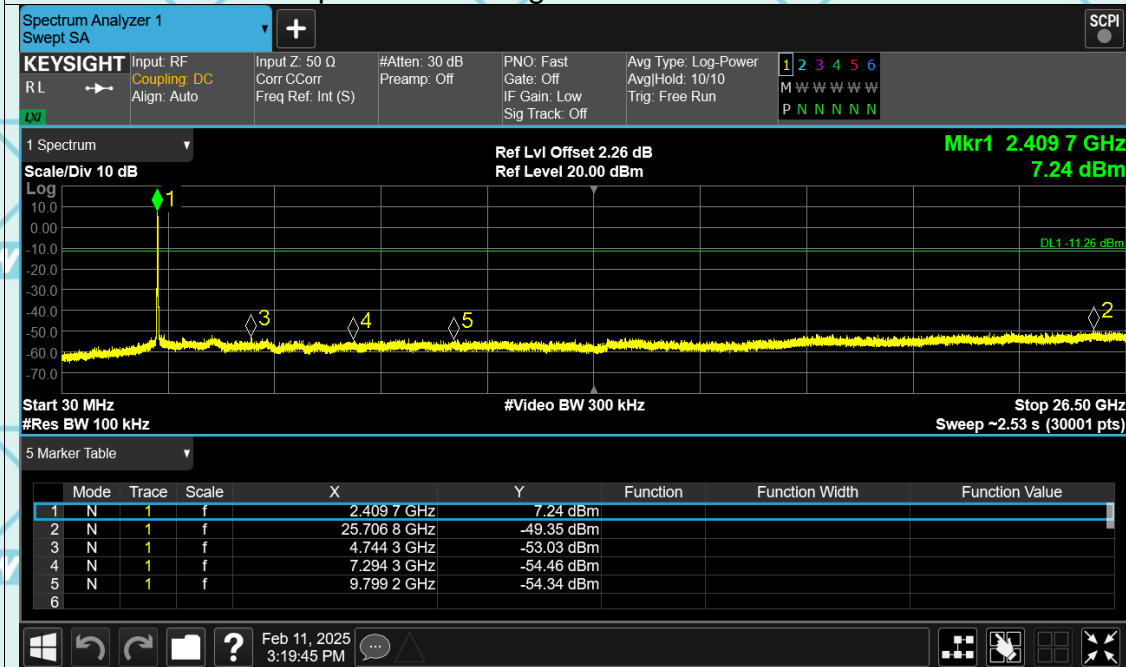 Spectrum Analyzer 1
Swept SA
SCPI
KEYSIGHT
RL
LXI
Input: RF
Coupling: DC
Align: Auto
Input Z: 50 Ω
Corr CCorr
Freq Ref: Int (S)
#Atten: 30 dB
Preamp: Off
PNO: Fast
Gate: Off
IF Gain: Low
Sig Track: Off
Avg Type: Log-Power
Avg|Hold: 10/10
Trig: Free Run
1 2 3 4 5 6
M W W W W W
P N N N N N
1 Spectrum
Scale/Div 10 dB
Ref Lvl Offset 2.26 dB
Ref Level 20.00 dBm
Mkr1 2.409 7 GHz
7.24 dBm
Log
10.0
0.00
-10.0
-20.0
-30.0
-40.0
-50.0
-60.0
-70.0
1
DL1 -11.26 dBm
3
4
5
2
Start 30 MHz
#Video BW 300 kHz
Stop 26.50 GHz
#Res BW 100 kHz
Sweep ~2.53 s (30001 pts)
5 Marker Table
Mode Trace Scale X Y Function Function Width Function Value
1 N 1 f 2.409 7 GHz 7.24 dBm
2 N 1 f 25.706 8 GHz -49.35 dBm
3 N 1 f 4.744 3 GHz -53.03 dBm
4 N 1 f 7.294 3 GHz -54.46 dBm
5 N 1 f 9.799 2 GHz -54.34 dBm
6
Feb 11, 2025
3:19:45 PM